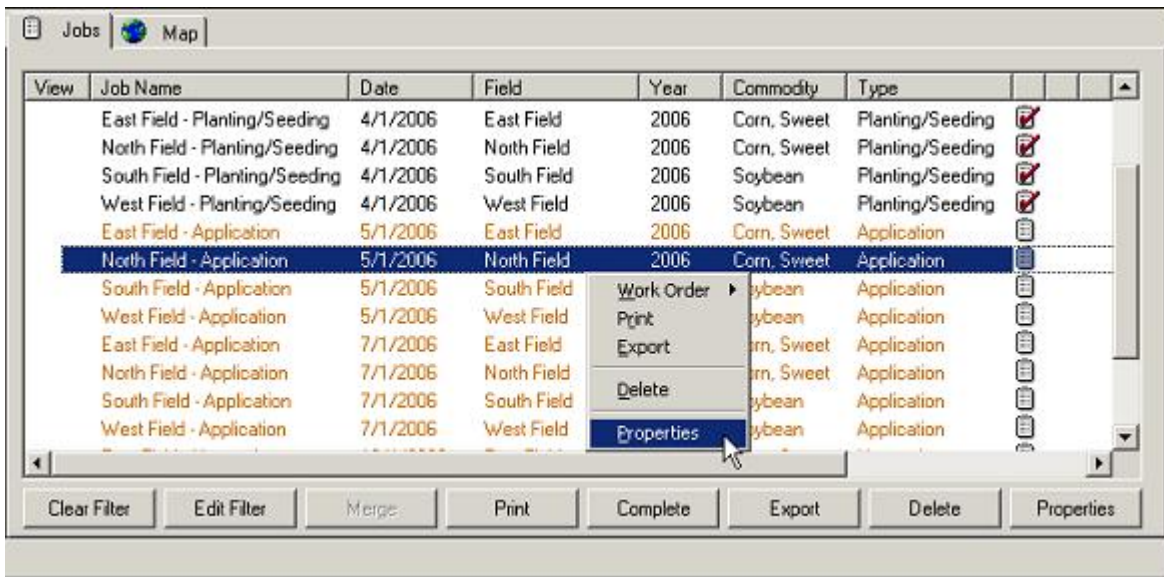 Jobs Map
View Job Name Date Field Year Commodity Type
East Field - Planting/Seeding 4/1/2006 East Field 2006 Corn, Sweet Planting/Seeding
North Field - Planting/Seeding 4/1/2006 North Field 2006 Corn, Sweet Planting/Seeding
South Field - Planting/Seeding 4/1/2006 South Field 2006 Soybean Planting/Seeding
West Field - Planting/Seeding 4/1/2006 West Field 2006 Soybean Planting/Seeding
East Field - Application 5/1/2006 East Field 2006 Corn, Sweet Application
North Field - Application 5/1/2006 North Field 2006 Corn, Sweet Application
South Field - Application 5/1/2006 South Field Application
West Field - Application 5/1/2006 West Field Application
East Field - Application 7/1/2006 East Field Sweet Application
North Field - Application 7/1/2006 North Field Sweet Application
South Field - Application 7/1/2006 South Field Application
West Field - Application 7/1/2006 West Field Application
Work Order
Print
Export
Delete
Properties
Clear Filter Edit Filter Merge Print Complete Export Delete Properties